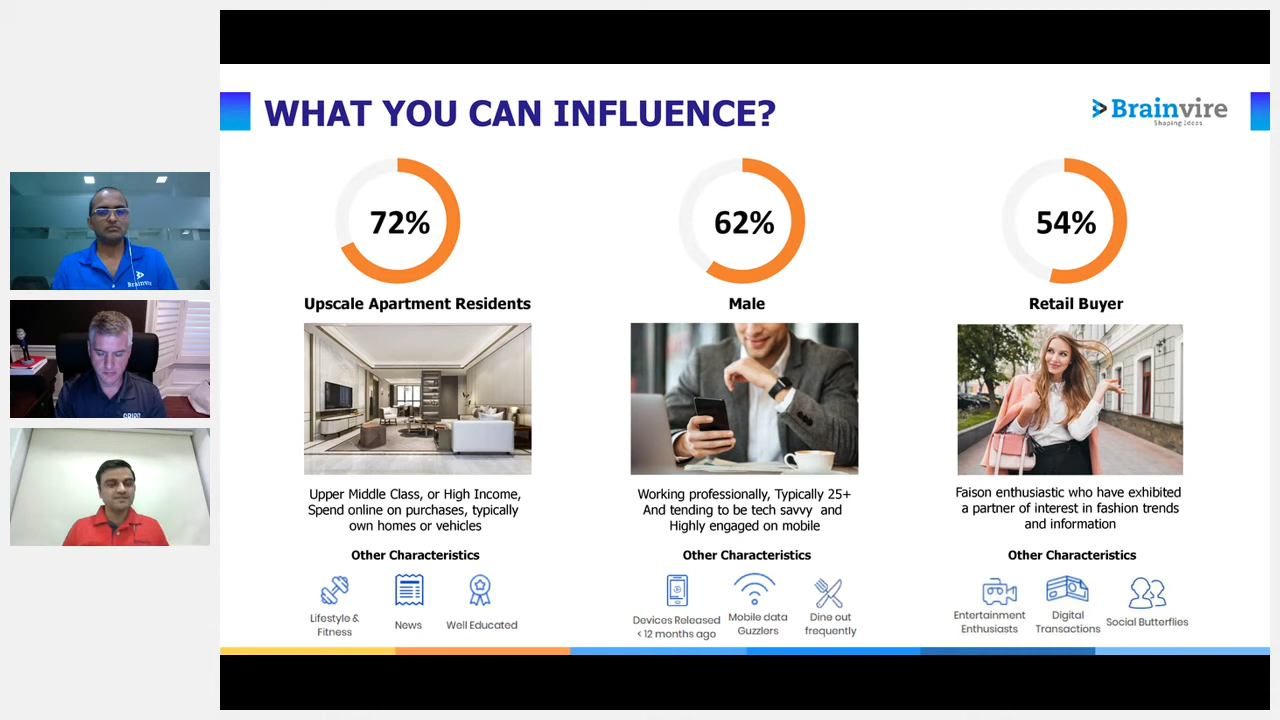 WHAT YOU CAN INFLUENCE?
Brainvire
Shaping Ideas
72%
Upscale Apartment Residents
Upper Middle Class, or High Income,
Spend online on purchases, typically
own homes or vehicles
Other Characteristics
Lifestyle &
Fitness
News
Well Educated
62%
Male
Working professionally, Typically 25+
And tending to be tech savvy and
Highly engaged on mobile
Other Characteristics
Devices Released
< 12 months ago
Mobile data
Guzzlers
Dine out
frequently
54%
Retail Buyer
Faison enthusiastic who have exhibited
a partner of interest in fashion trends
and information
Other Characteristics
Entertainment
Enthusiasts
Digital
Transactions
Social Butterflies
Brainvire